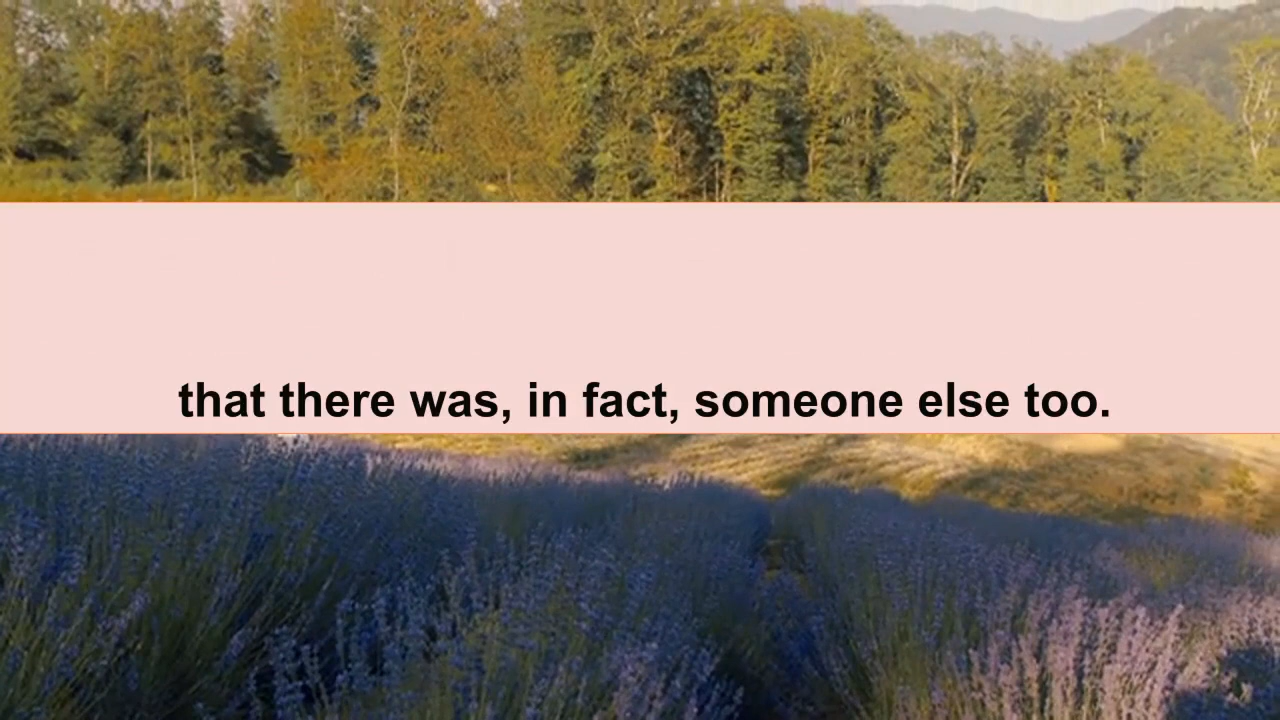 that there was, in fact, someone else too.